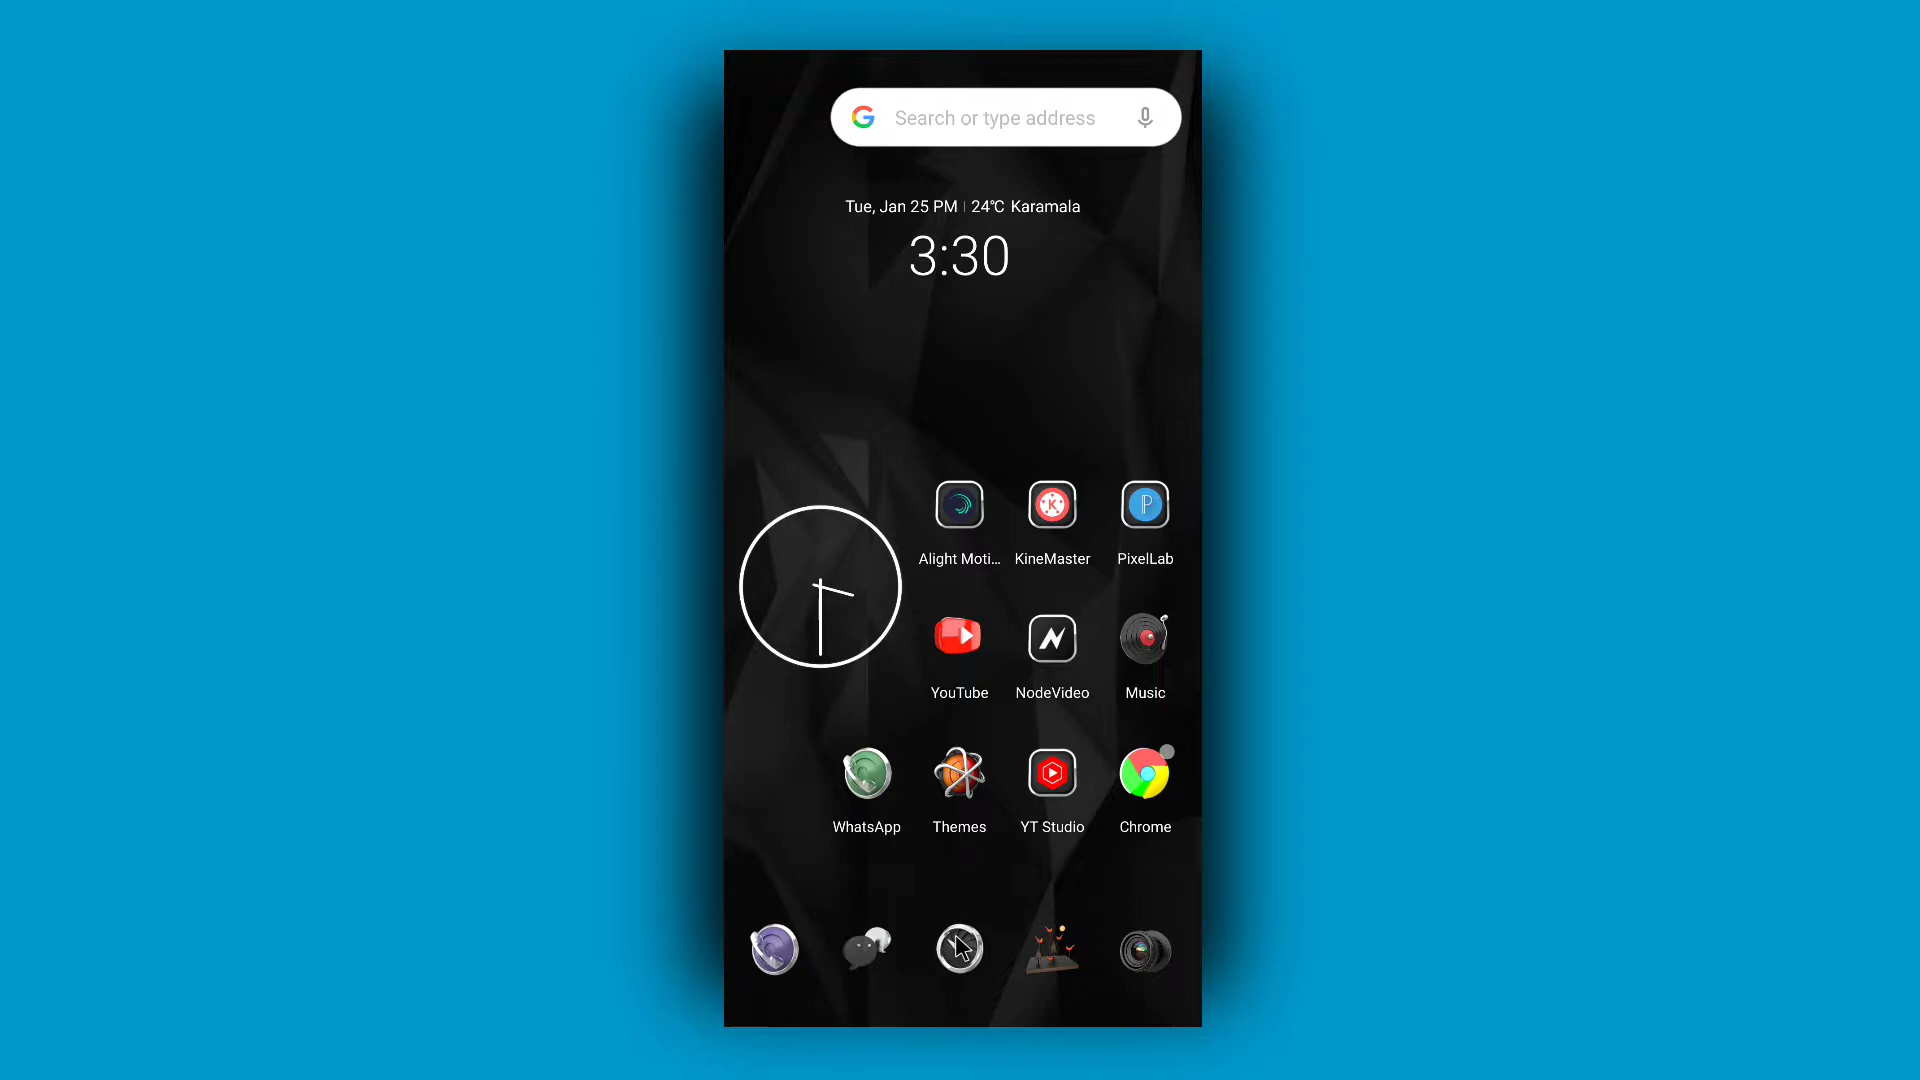 Search or type address
Tue, Jan 25 PM | 24℃ Karamala
3:30
Alight Moti... KineMaster PixelLab
YouTube NodeVideo Music
WhatsApp Themes YT Studio Chrome